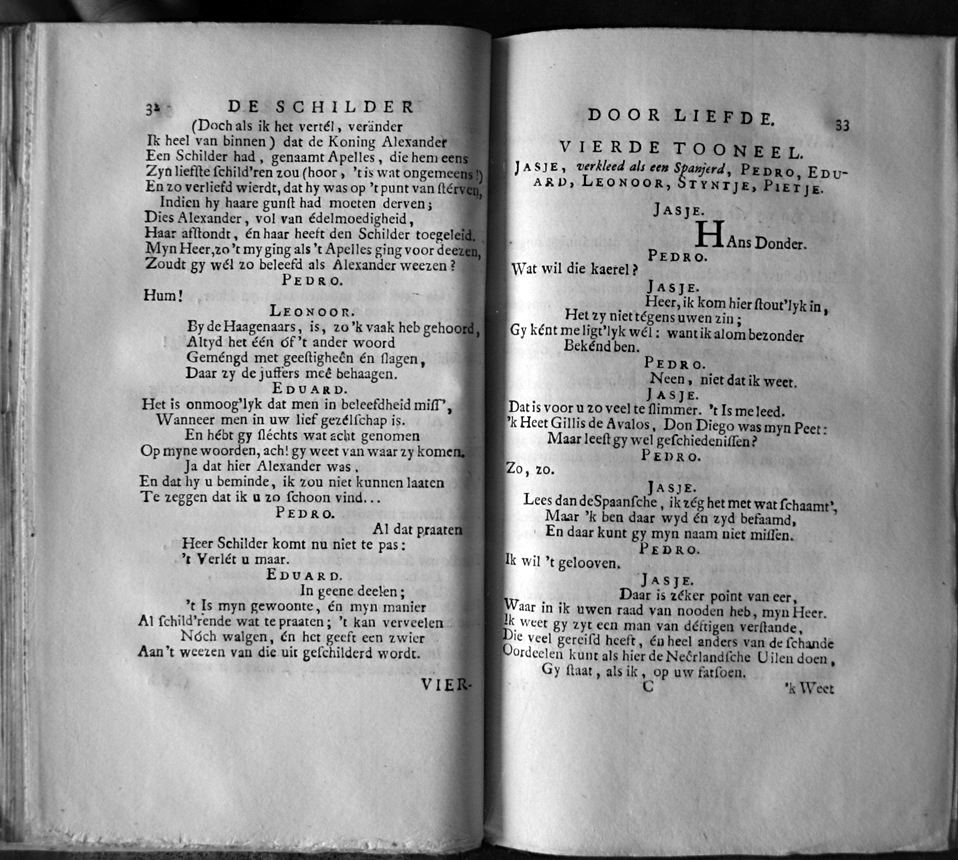 32 DE SCHILDER
(Doch als ik het vertél, veränder
Ik heel van binnen) dat de Koning Alexander
Een Schilder had, genaamt Apelles, die hem eens
Zyn liefste schild'ren zou (hoor, 't is wat ongemeens!)
En zo verliefd wierdt, dat hy was op 't punt van stérven,
Indien hy haare gunst had moeten derven;
Dies Alexander, vol van édelmoedigheid,
Haar afstondt, én haar heeft den Schilder toegeleid.
Myn Heer, zo 't my ging als 't Apelles ging voor deezen,
Zoudt gy wél zo beleefd als Alexander weezen?
PEDRO.
Hum!
LEONOOR.
By de Haagenaars, is, zo 'k vaak heb gehoord,
Altyd het één óf 't ander woord
Geméngd met geestigheên én slagen,
Daar zy de juffers meê behaagen.
EDUARD.
Het is onmoog'lyk dat men in beleefdheid miss',
Wanneer men in uw lief gezélschap is.
En hébt gy sléchts wat acht genomen
Op myne woorden, ach! gy weet van waar zy komen.
Ja dat hier Alexander was.
En dat hy u beminde, ik zou niet kunnen laaten
Te zeggen dat ik u zo schoon vind...
PEDRO.
Al dat praaten
Heer Schilder komt nu niet te pas:
't Verlét u maar.
EDUARD.
In geene deelen;
't Is myn gewoonte, én myn manier
Al schild'rende wat te praaten; 't kan verveelen
Nóch walgen, én het geeft een zwier
Aan 't weezen van die uit geschilderd wordt.
VIER-
DOOR LIEFDE. 33
VIERDE TOONEEL.
JASJE, verkleed als een Spanjerd, PEDRO, EDU-
ARD, LEONOOR, STYNTJE, PIETJE.
JASJE.
HAns Donder.
PEDRO.
Wat wil die kaerel?
JASJE.
Heer, ik kom hier stout'lyk in,
Het zy niet tégens uwen zin;
Gy ként me ligt'lyk wél: want ik alom bezonder
Bekénd ben.
PEDRO.
Neen, niet dat ik weet.
JASJE.
Dat is voor u zo veel te slimmer. 't Is me leed.
'k Heet Gillis de Avalos, Don Diego was myn Peet:
Maar leest gy wel geschiedenissen?
PEDRO.
Zo, zo.
JASJE.
Lees dan de Spaansche, ik zég het met wat schaamt',
Maar 'k ben daar wyd én zyd befaamd,
En daar kunt gy myn naam niet missen.
PEDRO.
Ik wil 't gelooven.
JASJE.
Daar is zéker point van eer,
Waar in ik uwen raad van nooden heb, myn Heer.
Ik weet gy zyt een man van déftigen verstande,
Die veel gereisd heeft, én heel anders van de schande
Oordeelen kunt als hier de Neêrlandsche Uilen doen,
Gy staat, als ik, op uw fatsoen.
C 'k Weet